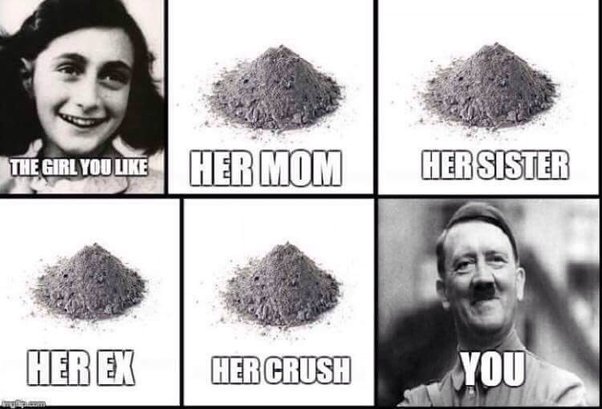 THE GIRL YOU LIKE
HER MOM
HER SISTER
HER EX
HER CRUSH
YOU
imgflip.com